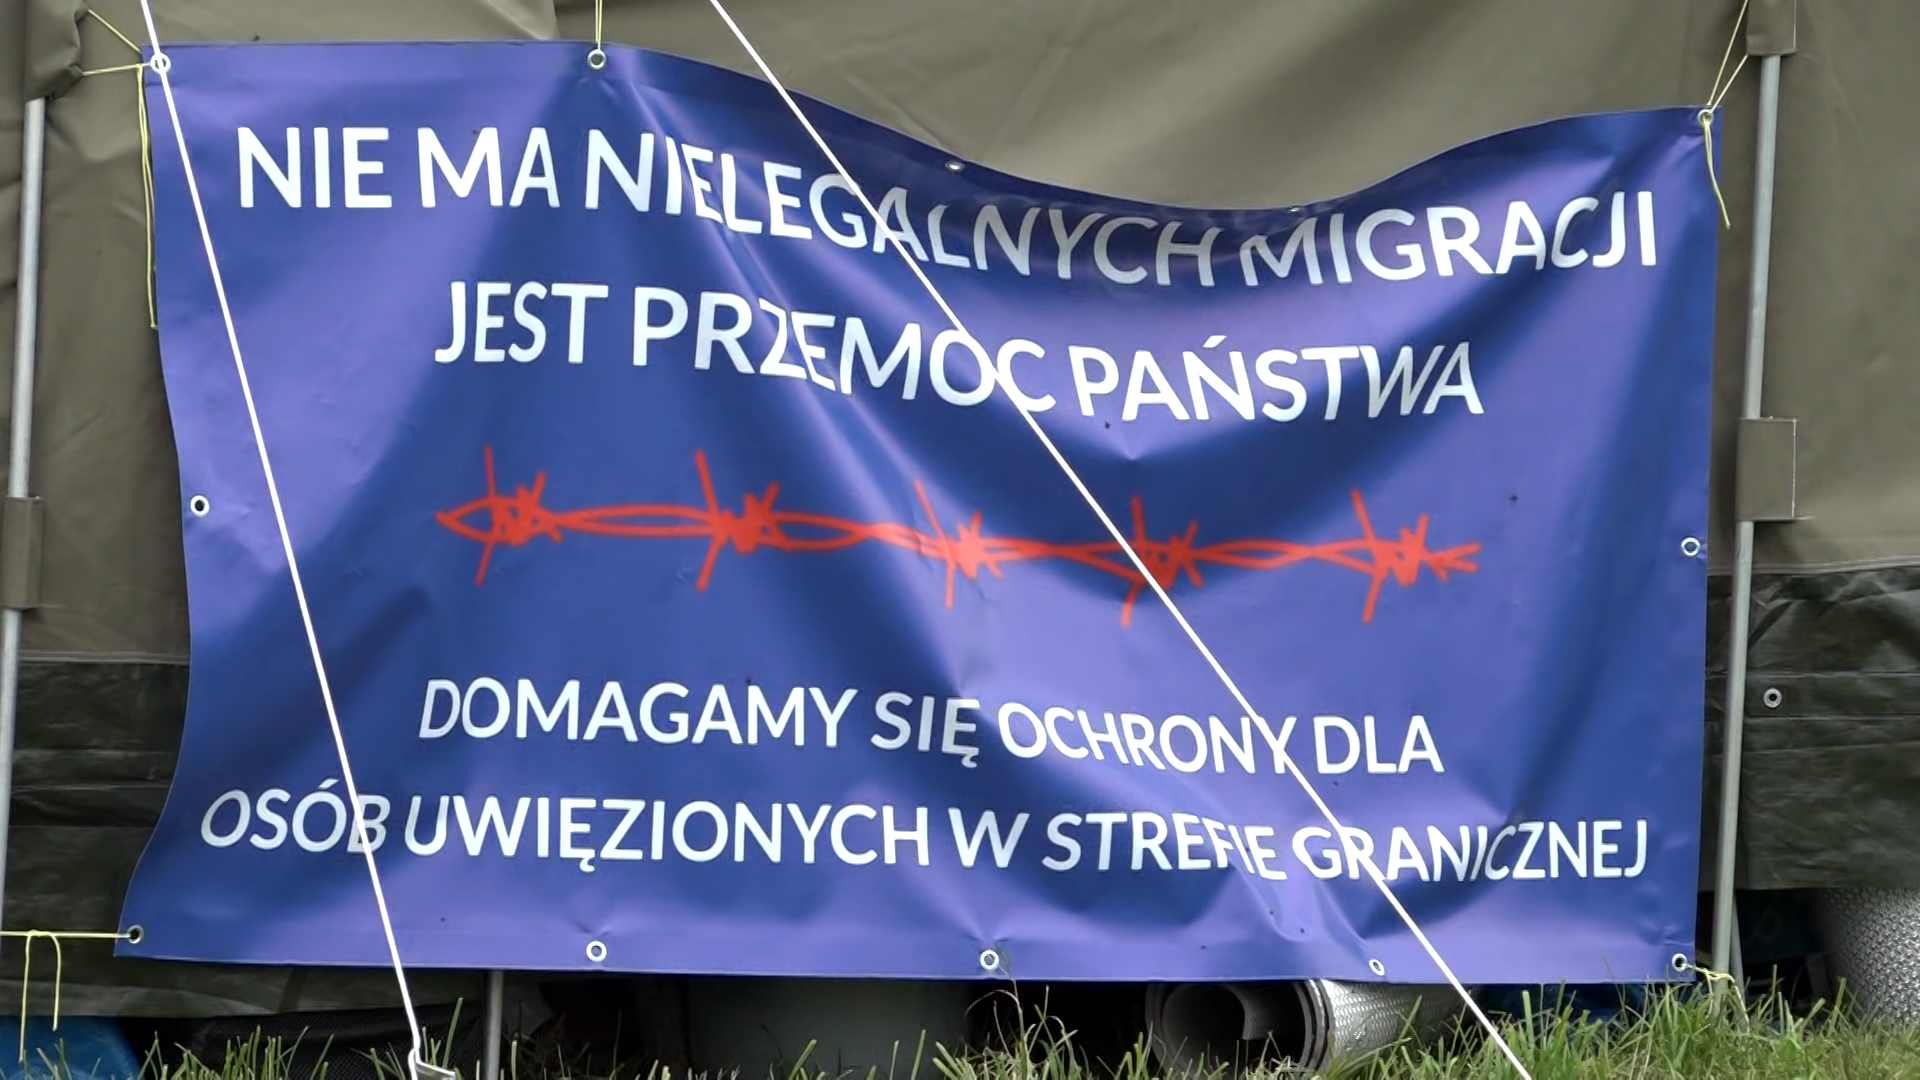 NIE MA NIELEGALNYCH MIGRACJI
JEST PRZEMOC PAŃSTWA
DOMAGAMY SIĘ OCHRONY DLA
OSÓB UWIĘZIONYCH W STREFIE GRANICZNEJ